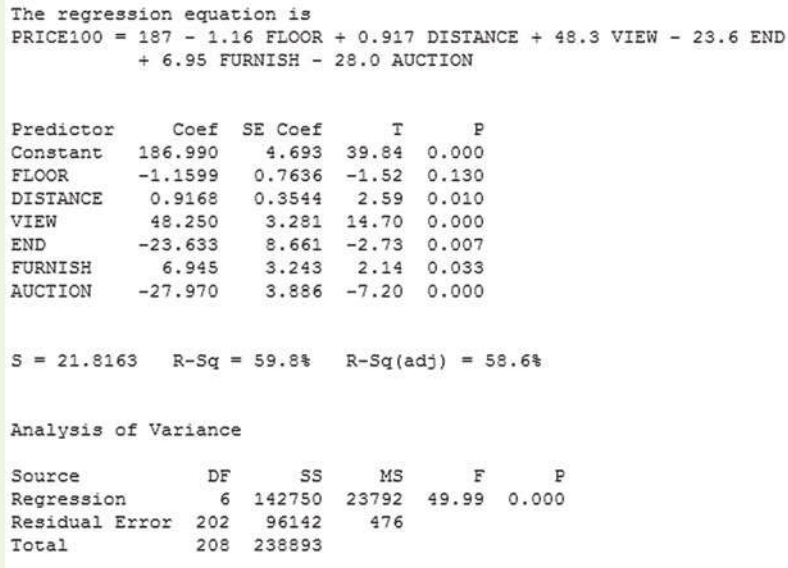 The regression equation is
PRICE100 = 187 - 1.16 FLOOR + 0.917 DISTANCE + 48.3 VIEW - 23.6 END
+ 6.95 FURNISH - 28.0 AUCTION
Predictor Coef SE Coef T P
Constant 186.990 4.693 39.84 0.000
FLOOR -1.1599 0.7636 -1.52 0.130
DISTANCE 0.9168 0.3544 2.59 0.010
VIEW 48.250 3.281 14.70 0.000
END -23.633 8.661 -2.73 0.007
FURNISH 6.945 3.243 2.14 0.033
AUCTION -27.970 3.886 -7.20 0.000
S = 21.8163 R-Sq = 59.8% R-Sq(adj) = 58.6%
Analysis of Variance
Source DF SS MS F P
Regression 6 142750 23792 49.99 0.000
Residual Error 202 96142 476
Total 208 238893